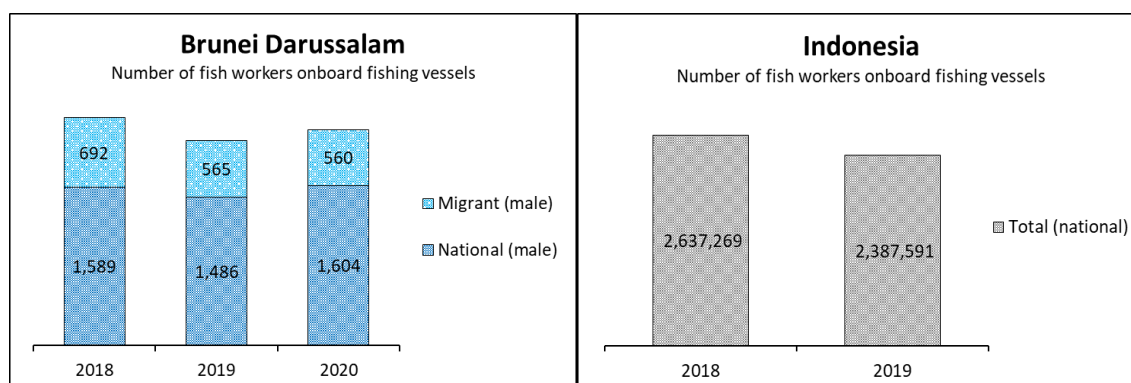 Brunei Darussalam
Number of fish workers onboard fishing vessels
692
565
560
1,589
1,486
1,604
Migrant (male)
National (male)
2018
2019
2020
Indonesia
Number of fish workers onboard fishing vessels
2,637,269
2,387,591
Total (national)
2018
2019